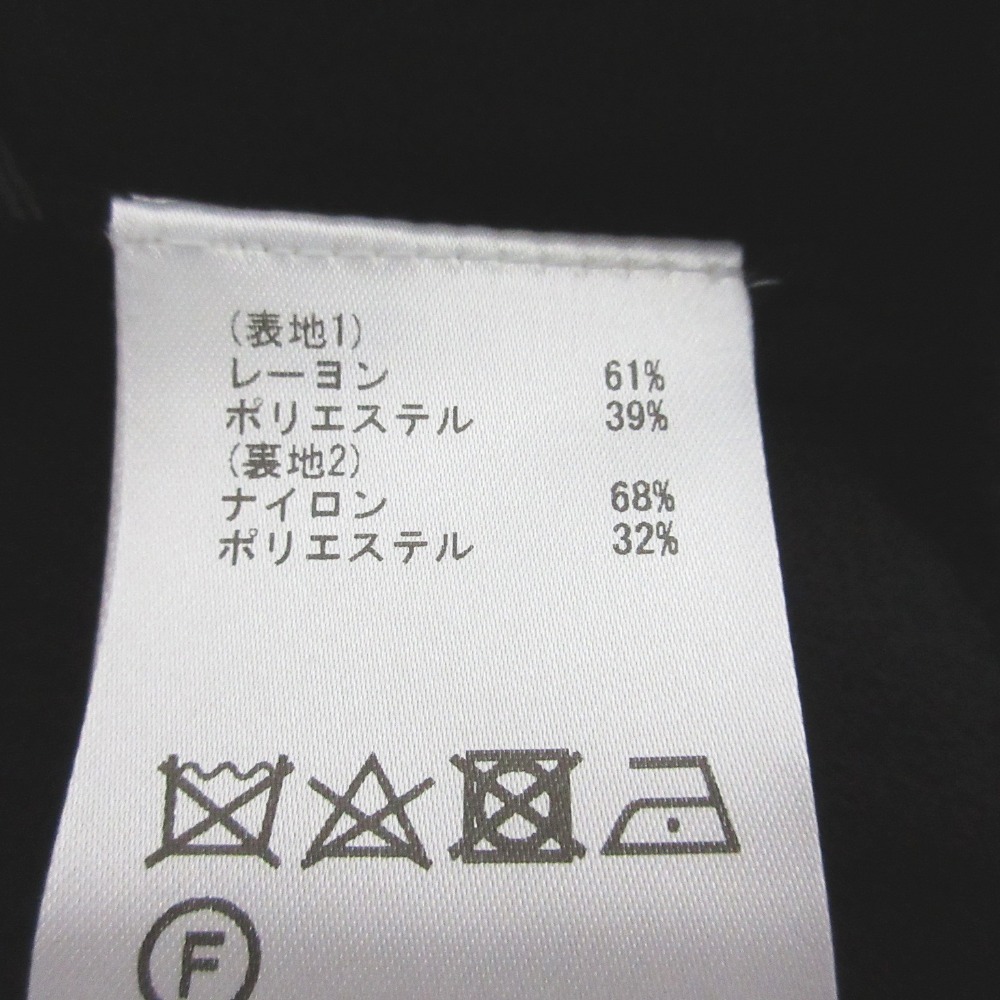 (表地1)
レーヨン 61%
ポリエステル 39%
(裏地2)
ナイロン 68%
ポリエステル 32%
F